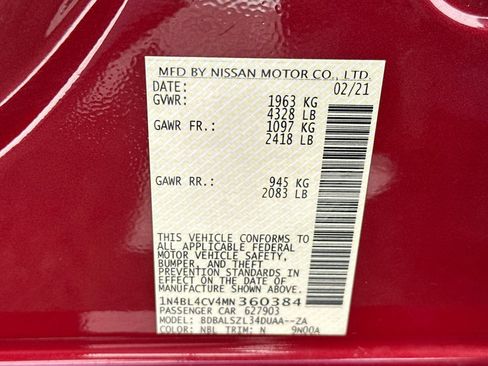 MFD BY NISSAN MOTOR CO., LTD.
DATE: 02/21
GVWR: 1963 KG
4328 LB
GAWR FR.: 1097 KG
2418 LB
GAWR RR.: 945 KG
2083 LB
THIS VEHICLE CONFORMS TO
ALL APPLICABLE FEDERAL
MOTOR VEHICLE SAFETY,
BUMPER, AND THEFT
PREVENTION STANDARDS
IN EFFECT ON THE DATE OF
MANUFACTURE SHOWN ABOVE.
1N4BL4CV4MN360384
PASSENGER CAR 627903
MODEL: BDBALSZL34DUAA--ZA
COLOR: NBL TRIM: N 9N00A